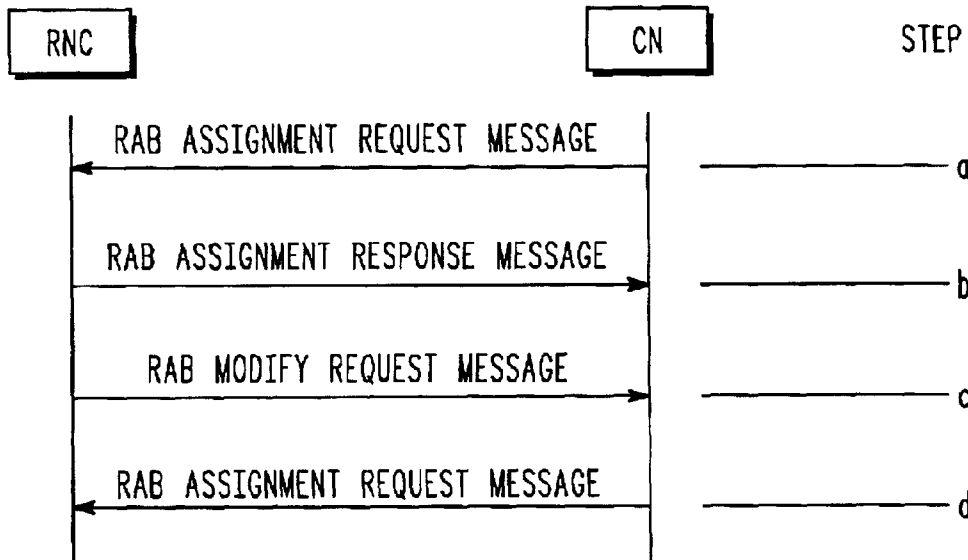 RNC CN STEP
RAB ASSIGNMENT REQUEST MESSAGE a
RAB ASSIGNMENT RESPONSE MESSAGE b
RAB MODIFY REQUEST MESSAGE c
RAB ASSIGNMENT REQUEST MESSAGE d